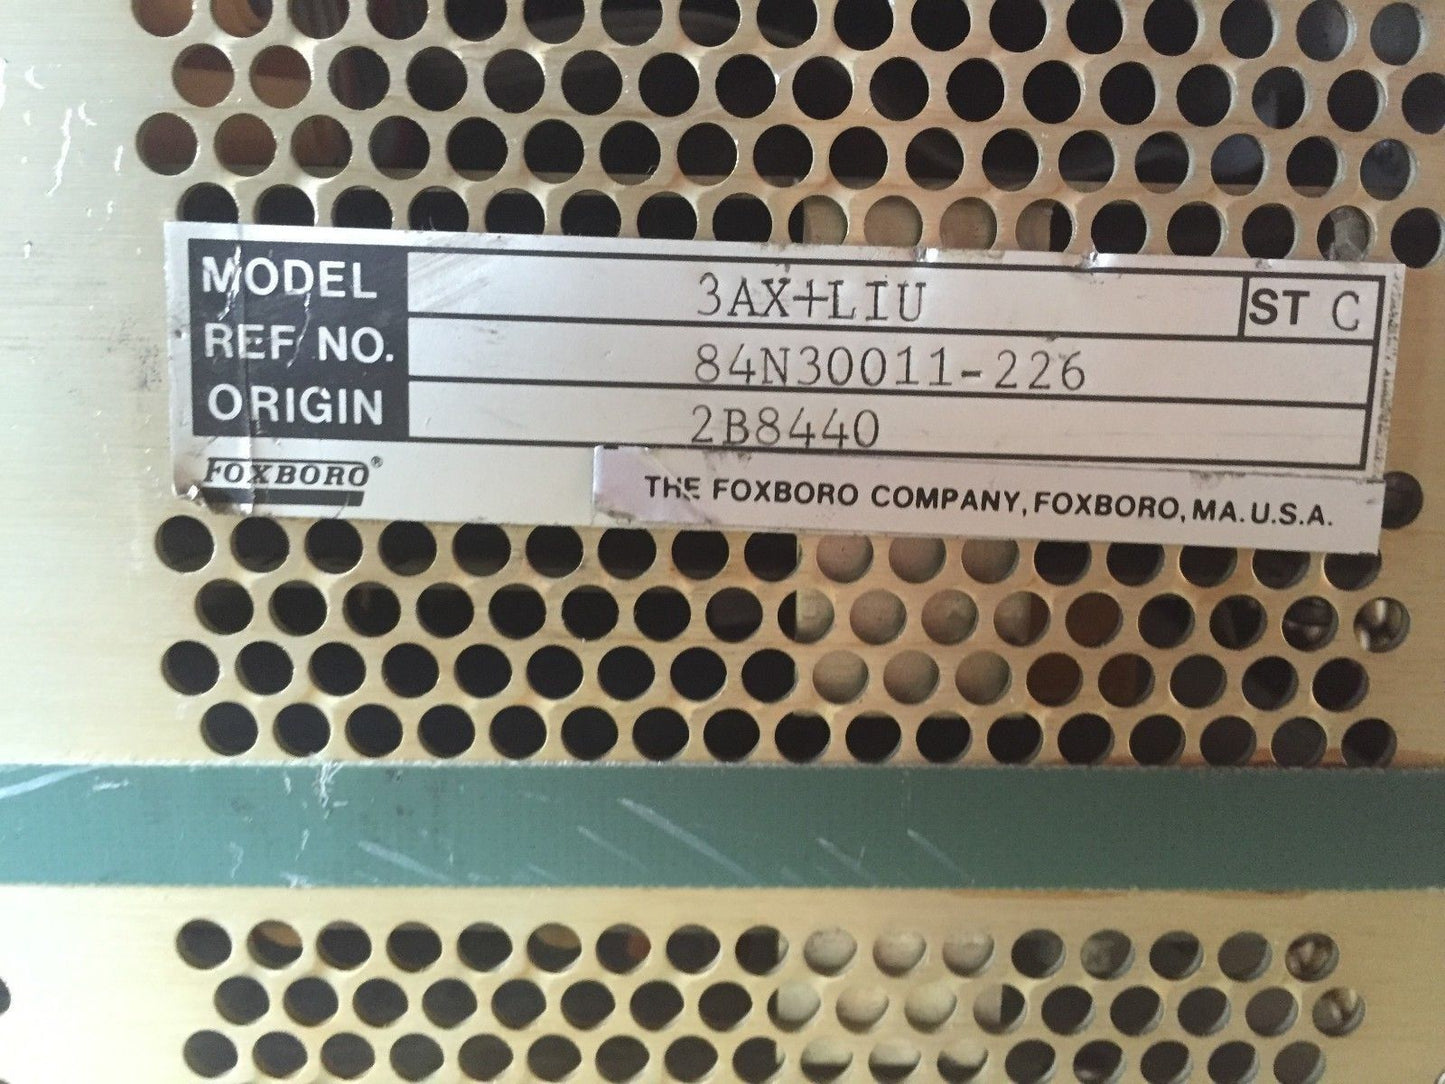 MODEL 3AX+LIU ST C
REF NO. 84N30011-226
ORIGIN 2B8440
FOXBORO®
THE FOXBORO COMPANY, FOXBORO, MA. U.S.A.